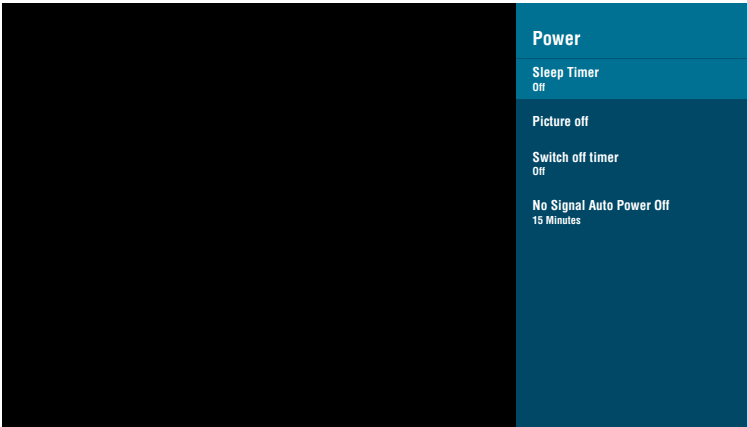 Power
Sleep Timer
Off
Picture off
Switch off timer
Off
No Signal Auto Power Off
15 Minutes